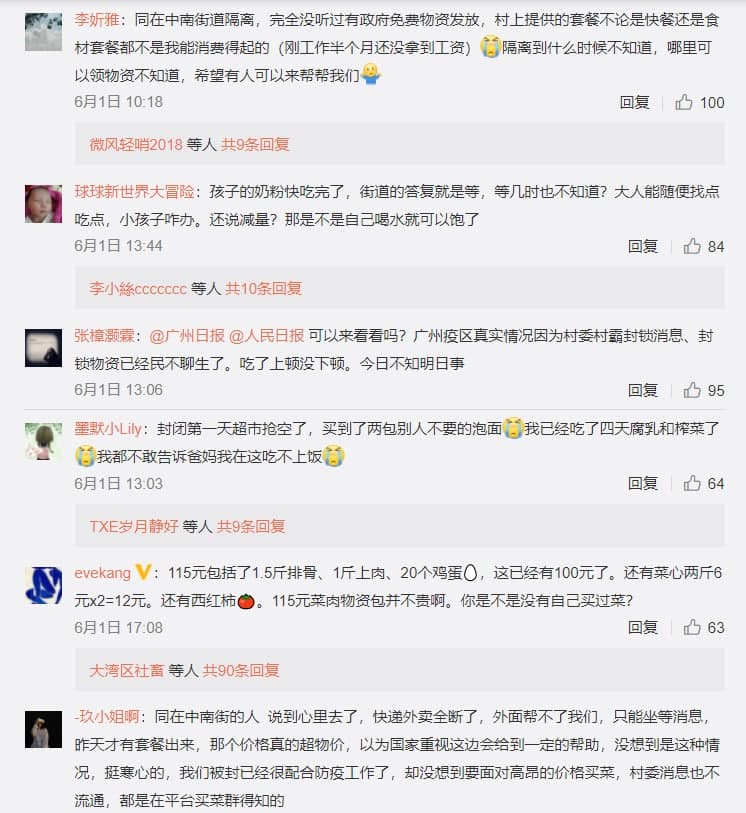 李妡雅：同在中南街道隔离，完全没听过有政府免费物资发放，村上提供的套餐不论是快餐还是食
材套餐都不是我能消费得起的（刚工作半个月还没拿到工资）😭隔离到什么时候不知道，哪里可
以领物资不知道，希望有人可以来帮帮我们🤷
6月1日 10:18 回复 100
微风轻哨2018 等人 共9条回复
球球新世界大冒险：孩子的奶粉快吃完了，街道的答复就是等，等几时也不知道？大人能随便找点
吃点，小孩子咋办。还说减量？那是不是自己喝水就可以饱了
6月1日 13:44 回复 84
李小絲ccccccc 等人 共10条回复
张樟灏霖：@广州日报 @人民日报 可以来看看吗？广州疫区真实情况因为村委村霸封锁消息、封
锁物资已经民不聊生了。吃了上顿没下顿。今日不知明日事
6月1日 13:06 回复 95
墨默小Lily：封闭第一天超市抢空了，买到了两包别人不要的泡面😭我已经吃了四天腐乳和榨菜了
😭我都不敢告诉爸妈我在这吃不上饭😭
6月1日 13:03 回复 64
TXE岁月静好 等人 共9条回复
evekang：115元包括了1.5斤排骨、1斤上肉、20个鸡蛋🥚，这已经有100元了。还有菜心两斤6
元x2=12元。还有西红柿🍅。115元菜肉物资包并不贵啊。你是不是没有自己买过菜？
6月1日 17:08 回复 63
大湾区社畜 等人 共90条回复
-玖小姐啊：同在中南街的人 说到心里去了，快递外卖全断了，外面帮不了我们，只能坐等消息，
昨天才有套餐出来，那个价格真的超物价，以为国家重视这边会给到一定的帮助，没想到是这种情
况，挺寒心的，我们被封已经很配合防疫工作了，却没想到要面对高昂的价格买菜，村委消息也不
流通，都是在平台买菜群得知的